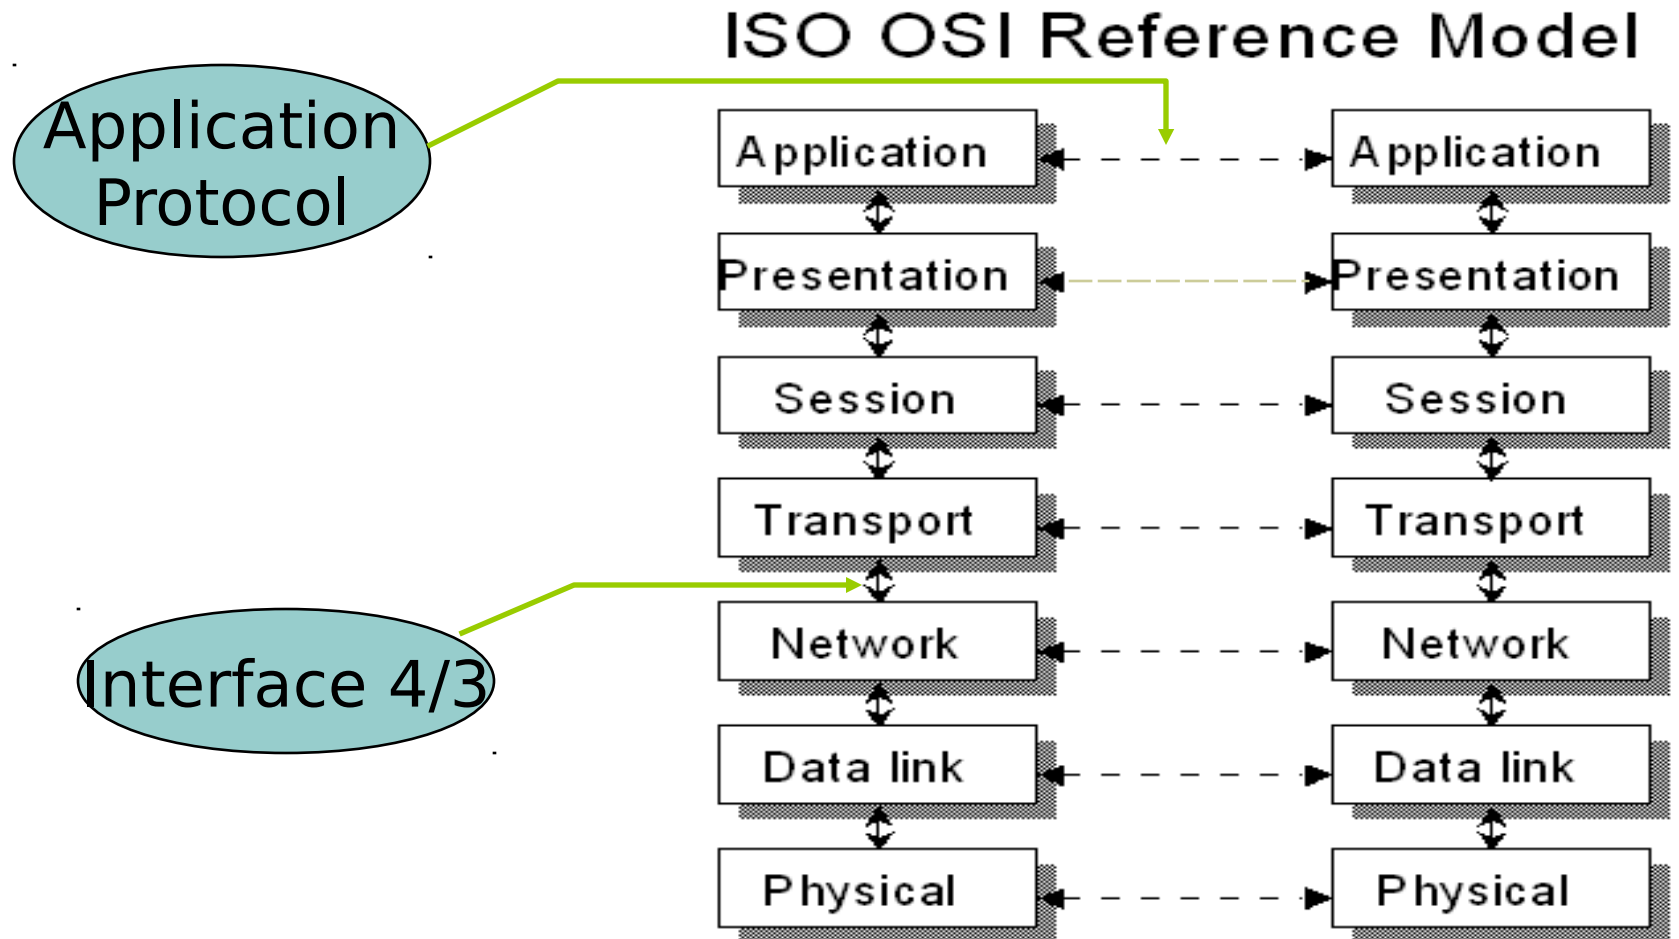 ISO OSI Reference Model
Application
Protocol
Application
Application
Presentation
Presentation
Session
Session
Transport
Transport
Interface 4/3
Network
Network
Data link
Data link
Physical
Physical